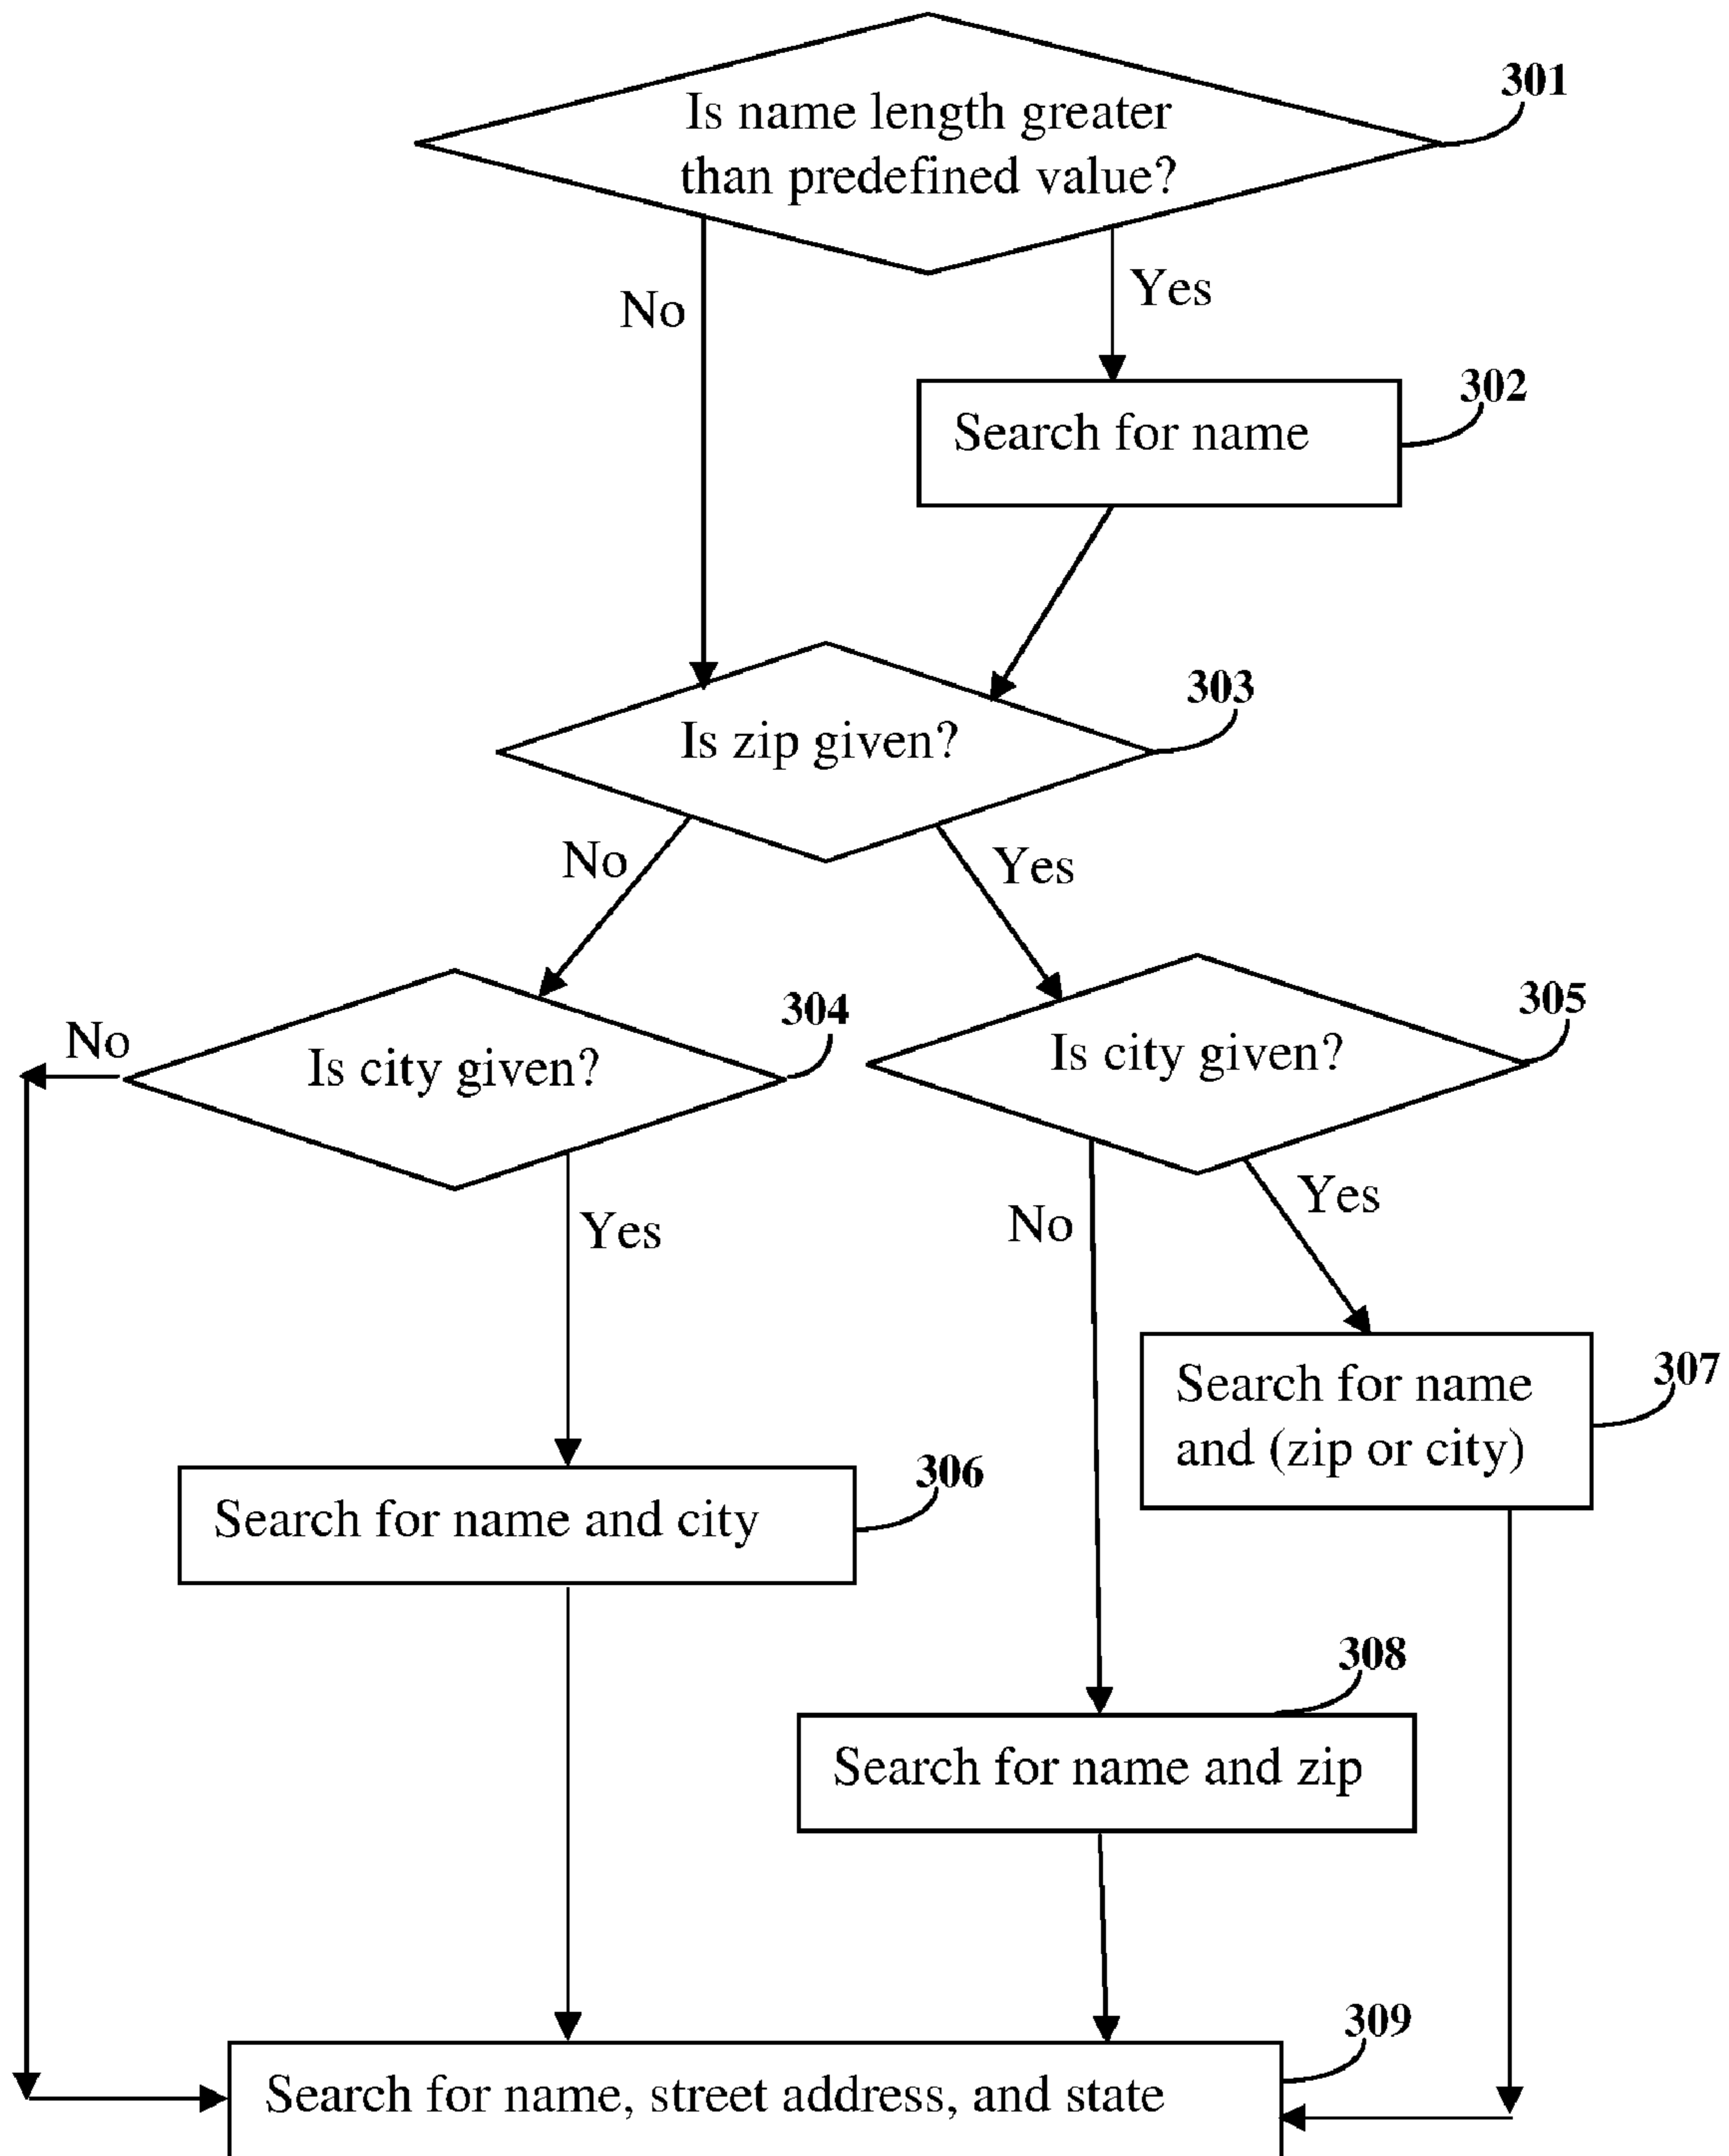 301
Is name length greater
than predefined value?
No
Yes
302
Search for name
303
Is zip given?
No
Yes
304
305
No
Is city given?
Is city given?
Yes
No
Yes
307
Search for name
and (zip or city)
306
Search for name and city
308
Search for name and zip
309
Search for name, street address, and state